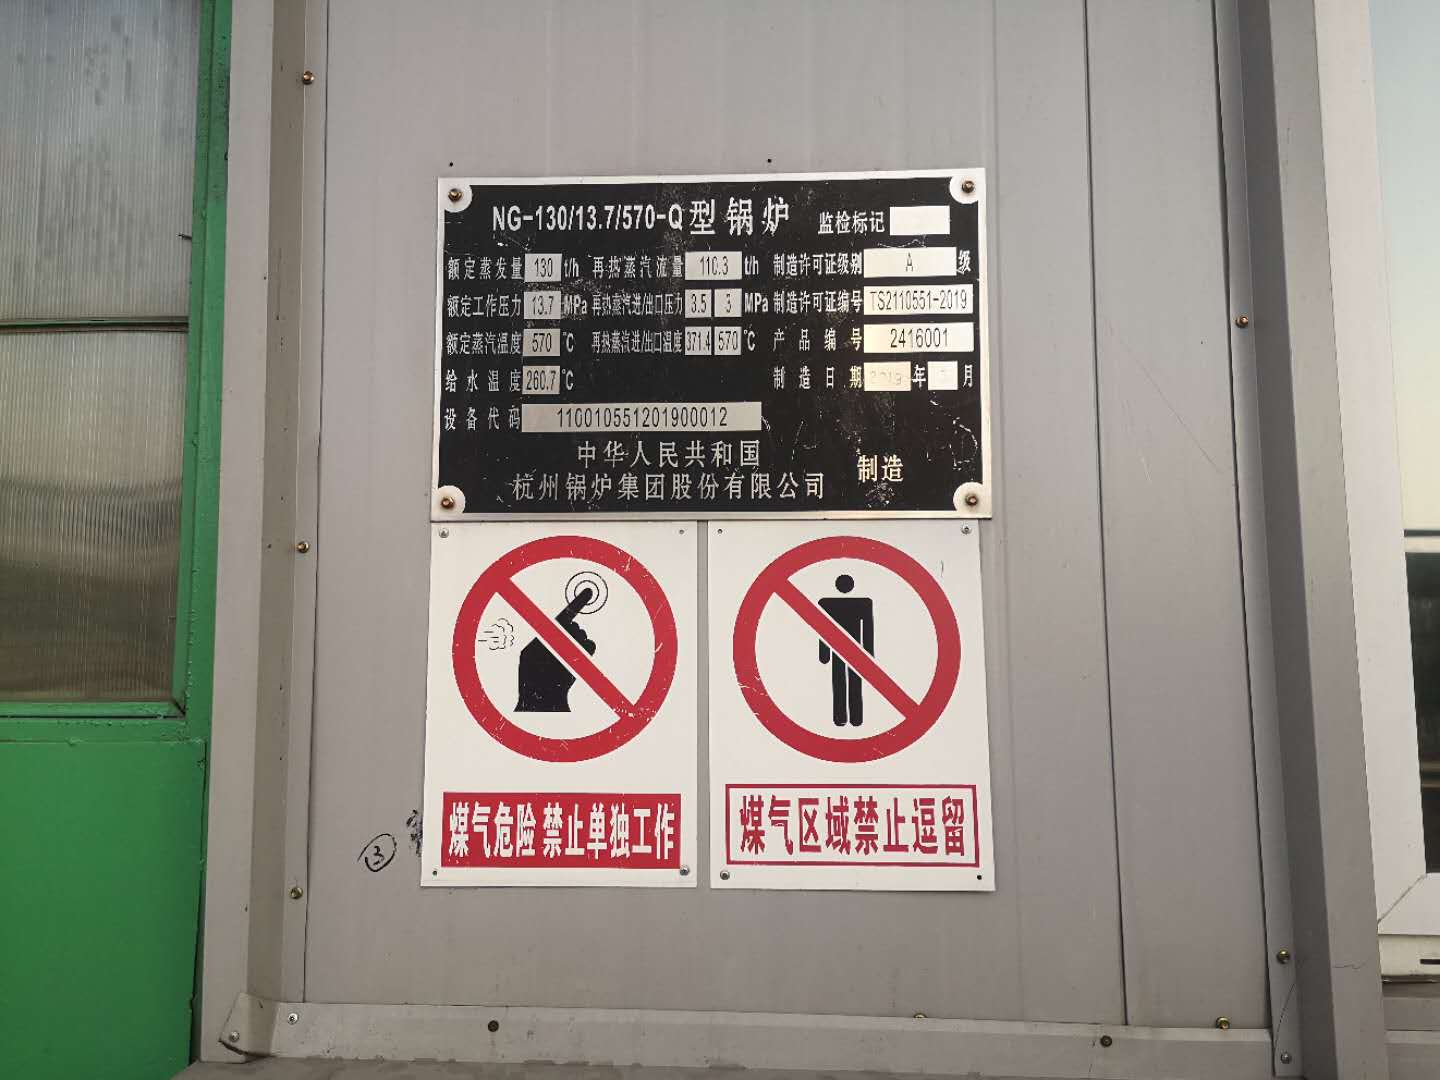 NG-130/13.7/570-Q型锅炉 监检标记
额定蒸发量 130 t/h 再热蒸汽流量 110.3 t/h 制造许可证级别 A 级
额定工作压力 13.7 MPa 再热蒸汽进/出口压力 3.5 3 MPa 制造许可证编号 TS2110551-2019
额定蒸汽温度 570 ℃ 再热蒸汽进/出口温度 371.4 570 ℃ 产品编号 2416001
给水温度 260.7 ℃ 制造日期 2019 年 月
设备代码 110010551201900012
中华人民共和国
杭州锅炉集团股份有限公司 制造
煤气危险 禁止单独工作
煤气区域禁止逗留
3